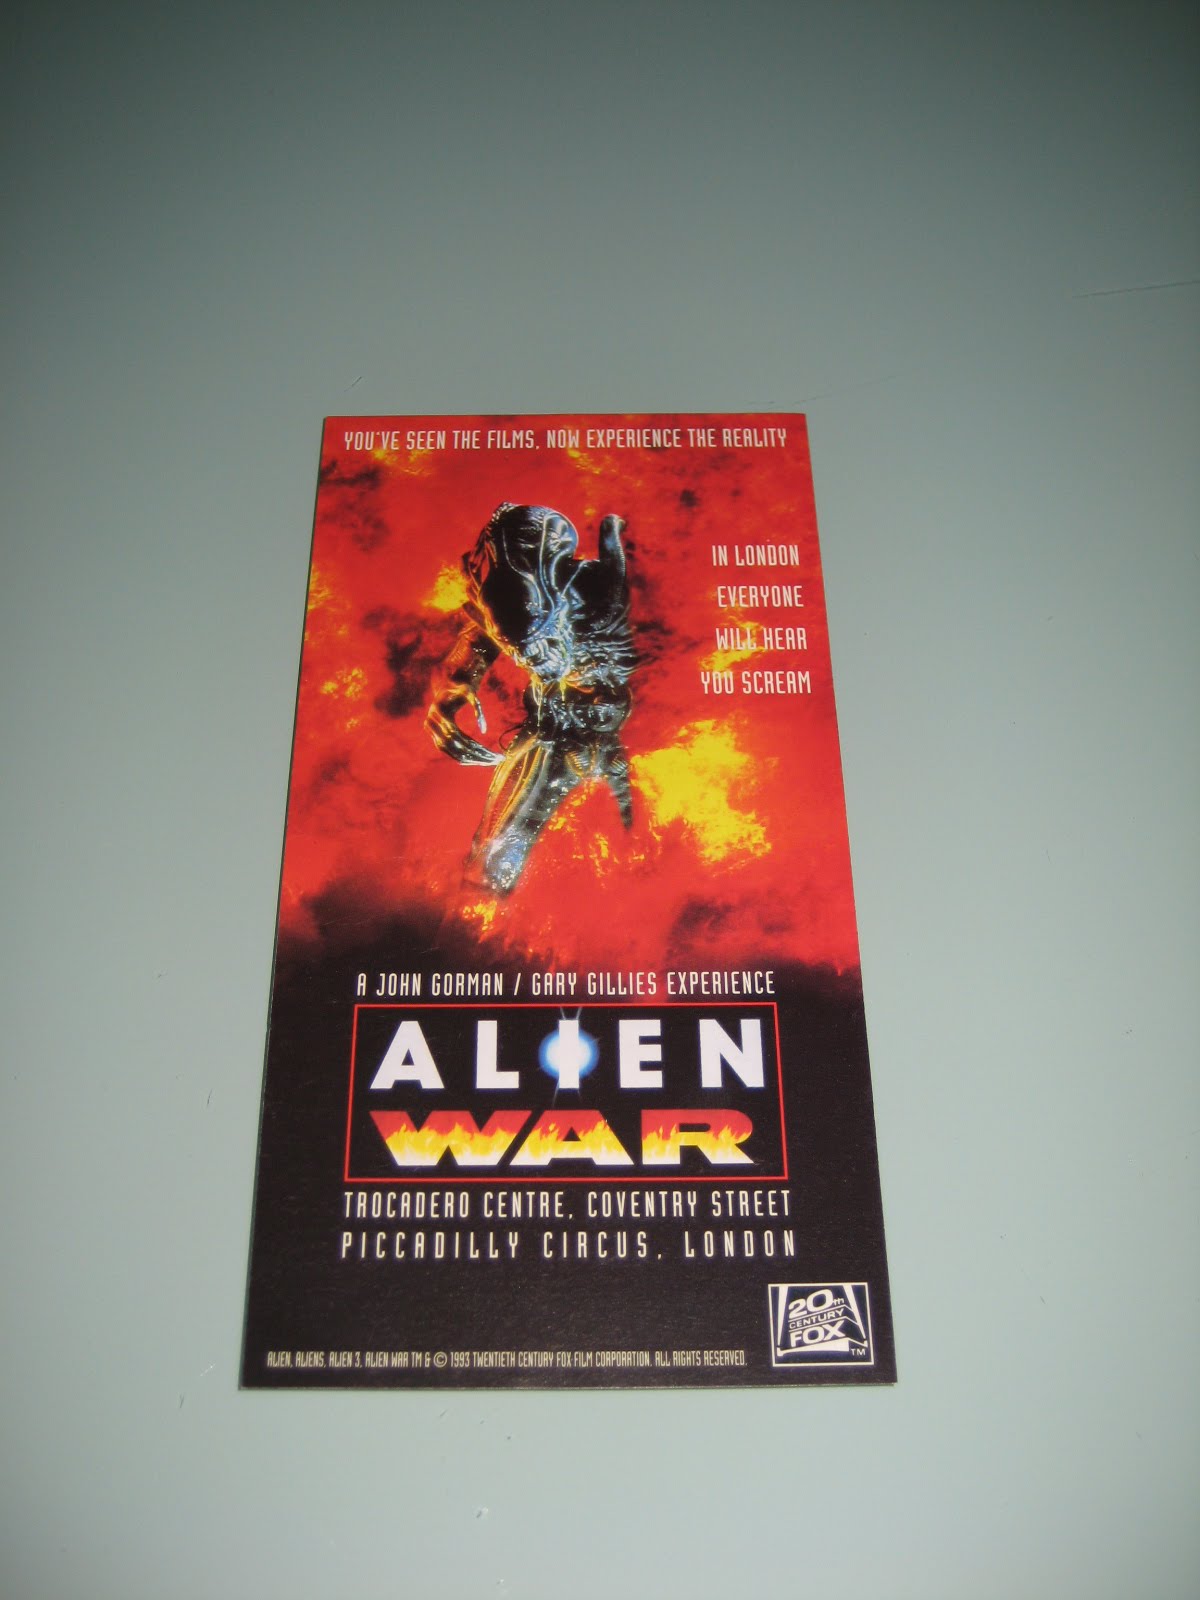 YOU'VE SEEN THE FILMS, NOW EXPERIENCE THE REALITY
IN LONDON
EVERYONE
WILL HEAR
YOU SCREAM
A JOHN GORMAN / GARY GILLIES EXPERIENCE
ALIEN
WAR
TROCADERO CENTRE, COVENTRY STREET
PICCADILLY CIRCUS, LONDON
20th
CENTURY
FOX
TM
ALIEN, ALIENS, ALIEN 3, ALIEN WAR TM & © 1993 TWENTIETH CENTURY FOX FILM CORPORATION. ALL RIGHTS RESERVED.